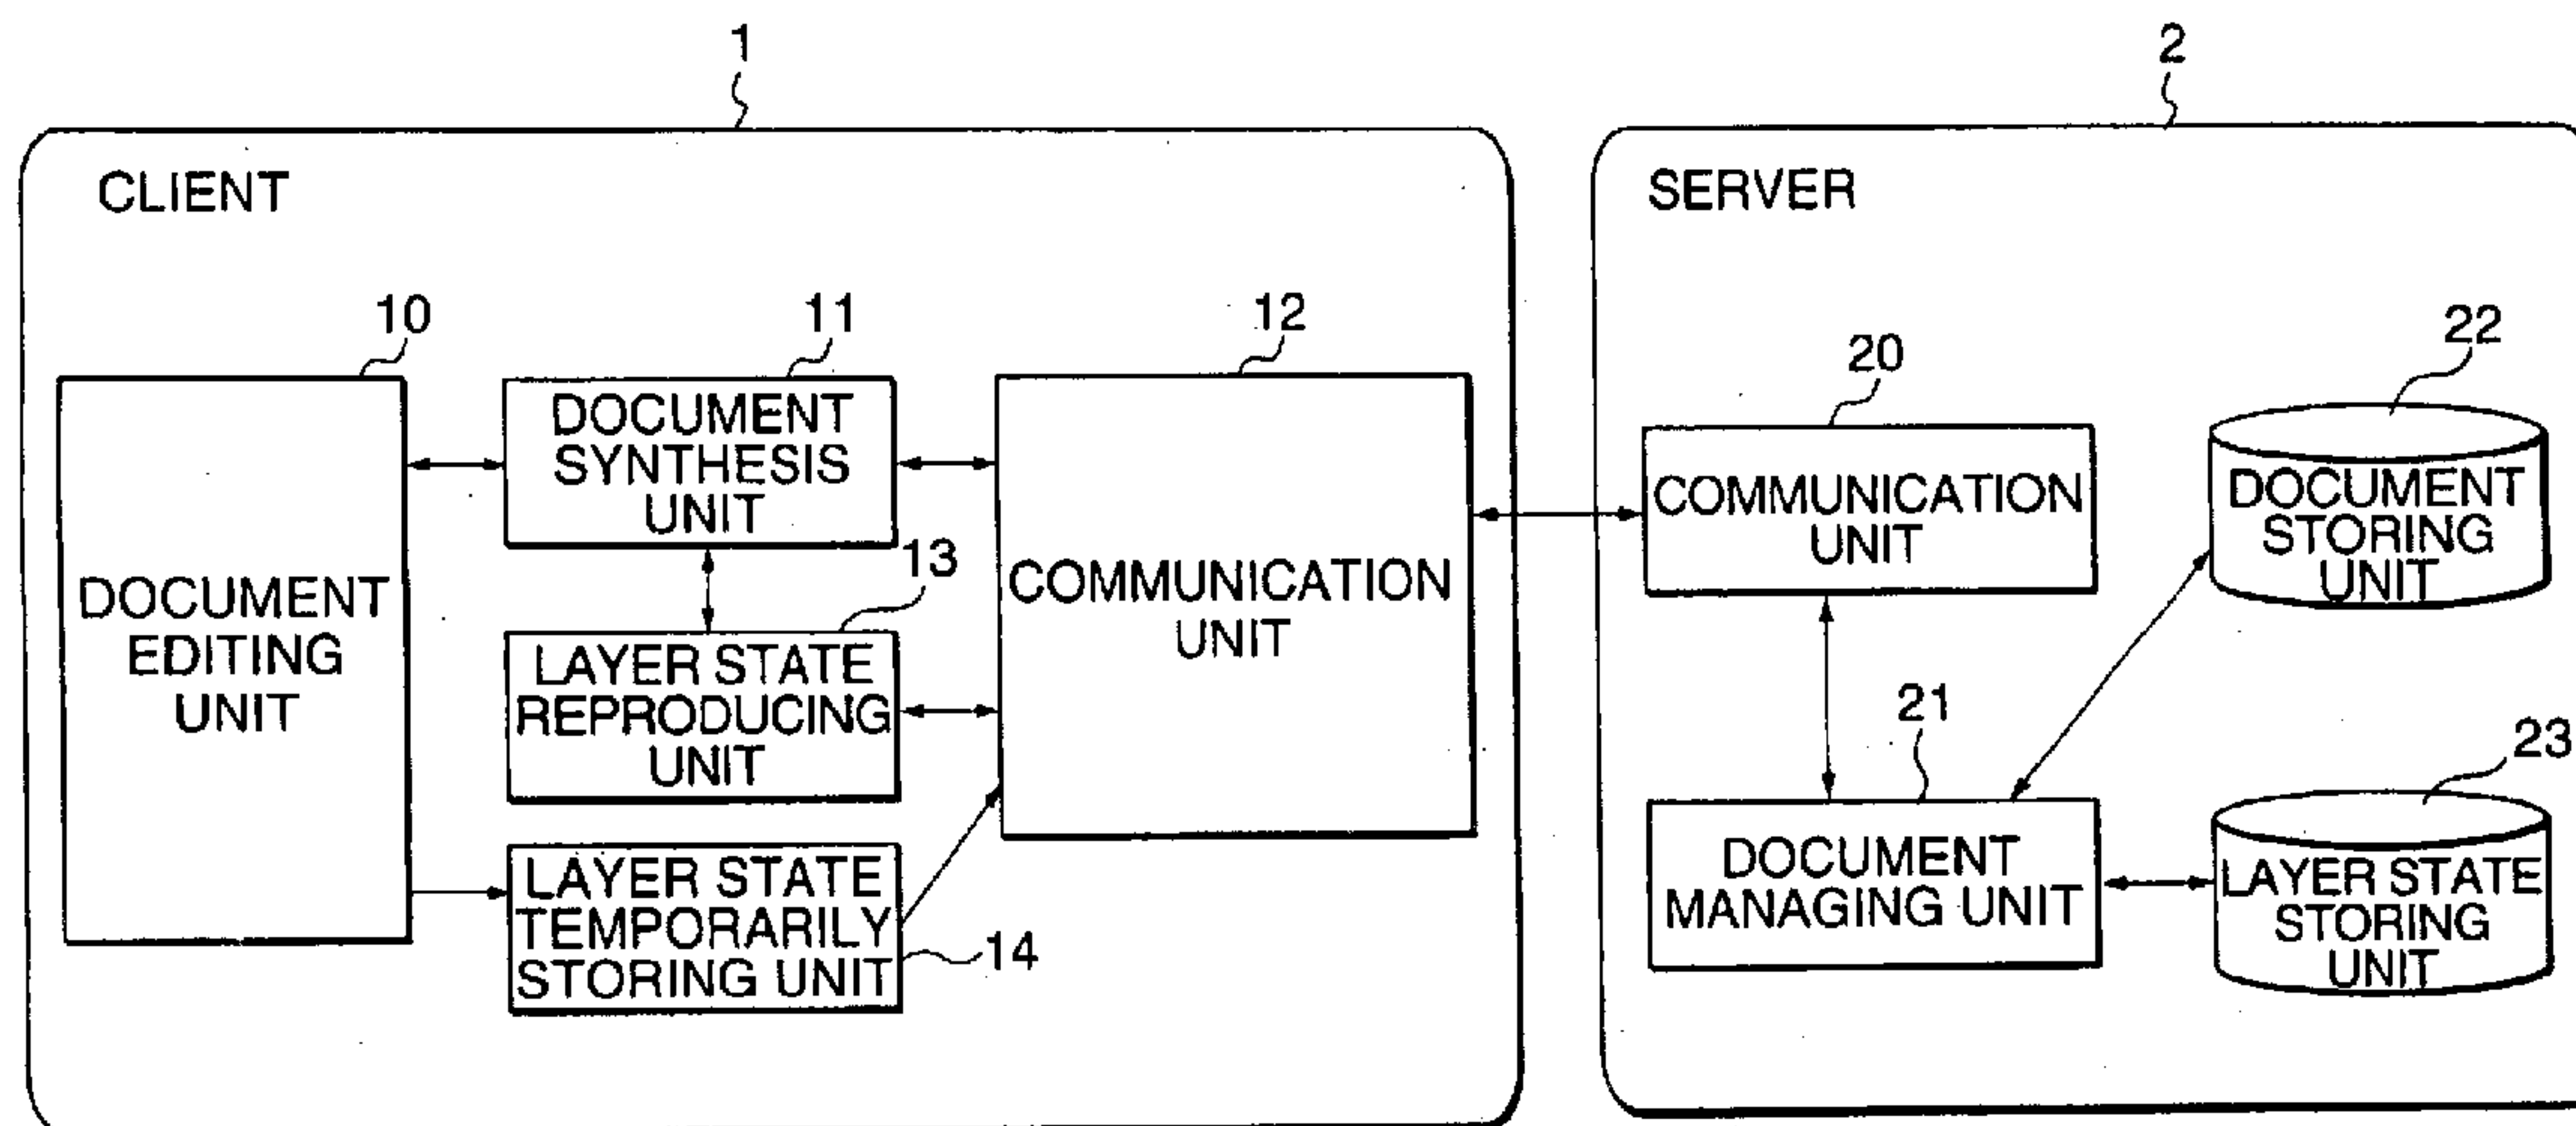 1
2
CLIENT
SERVER
10
DOCUMENT
EDITING
UNIT
11
DOCUMENT
SYNTHESIS
UNIT
12
COMMUNICATION
UNIT
13
LAYER STATE
REPRODUCING
UNIT
LAYER STATE
TEMPORARILY
STORING UNIT
14
20
COMMUNICATION
UNIT
22
DOCUMENT
STORING
UNIT
21
DOCUMENT
MANAGING UNIT
23
LAYER STATE
STORING
UNIT